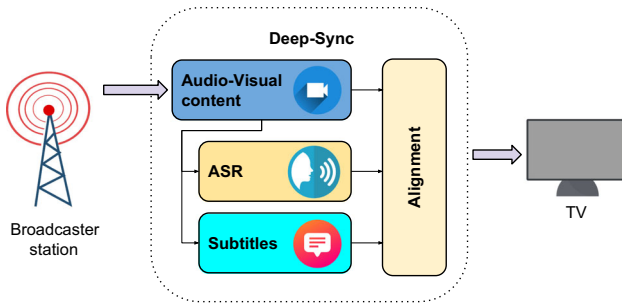 Deep-Sync
Audio-Visual
content
ASR
Subtitles
Alignment
Broadcaster
station
TV